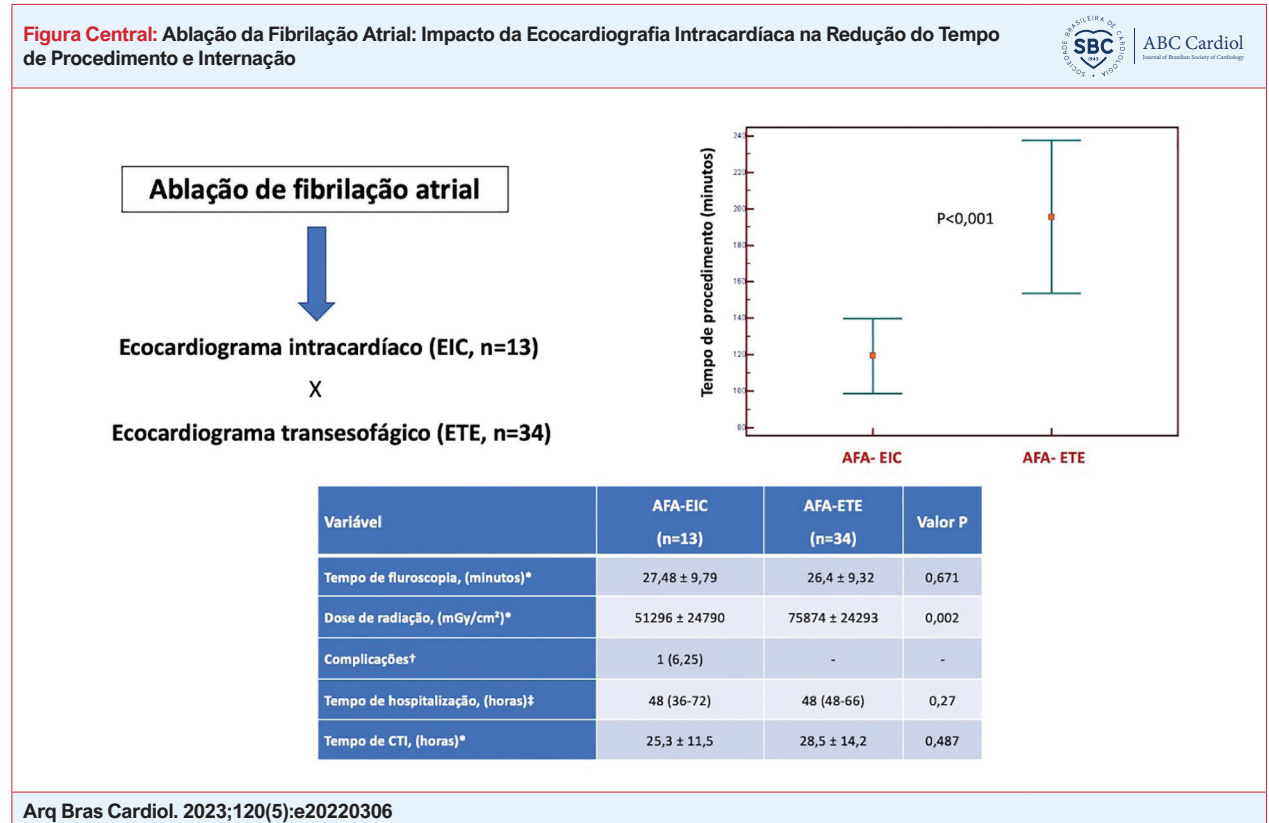 Figura Central: Ablação da Fibrilação Atrial: Impacto da Ecocardiografia Intracardíaca na Redução do Tempo
de Procedimento e Internação
SOCIEDADE BRASILEIRA DE CARDIOLOGIA
SBC
1943
ABC Cardiol
Journal of Brazilian Society of Cardiology
Ablação de fibrilação atrial
Ecocardiograma intracardíaco (EIC, n=13)
X
Ecocardiograma transesofágico (ETE, n=34)
Tempo de procedimento (minutos)
240
220
200
180
160
140
120
100
80
P<0,001
AFA- EIC AFA- ETE
Variável AFA-EIC (n=13) AFA-ETE (n=34) Valor P
Tempo de fluroscopia, (minutos)* 27,48 ± 9,79 26,4 ± 9,32 0,671
Dose de radiação, (mGy/cm²)* 51296 ± 24790 75874 ± 24293 0,002
Complicações† 1 (6,25) - -
Tempo de hospitalização, (horas)‡ 48 (36-72) 48 (48-66) 0,27
Tempo de CTI, (horas)* 25,3 ± 11,5 28,5 ± 14,2 0,487
Arq Bras Cardiol. 2023;120(5):e20220306